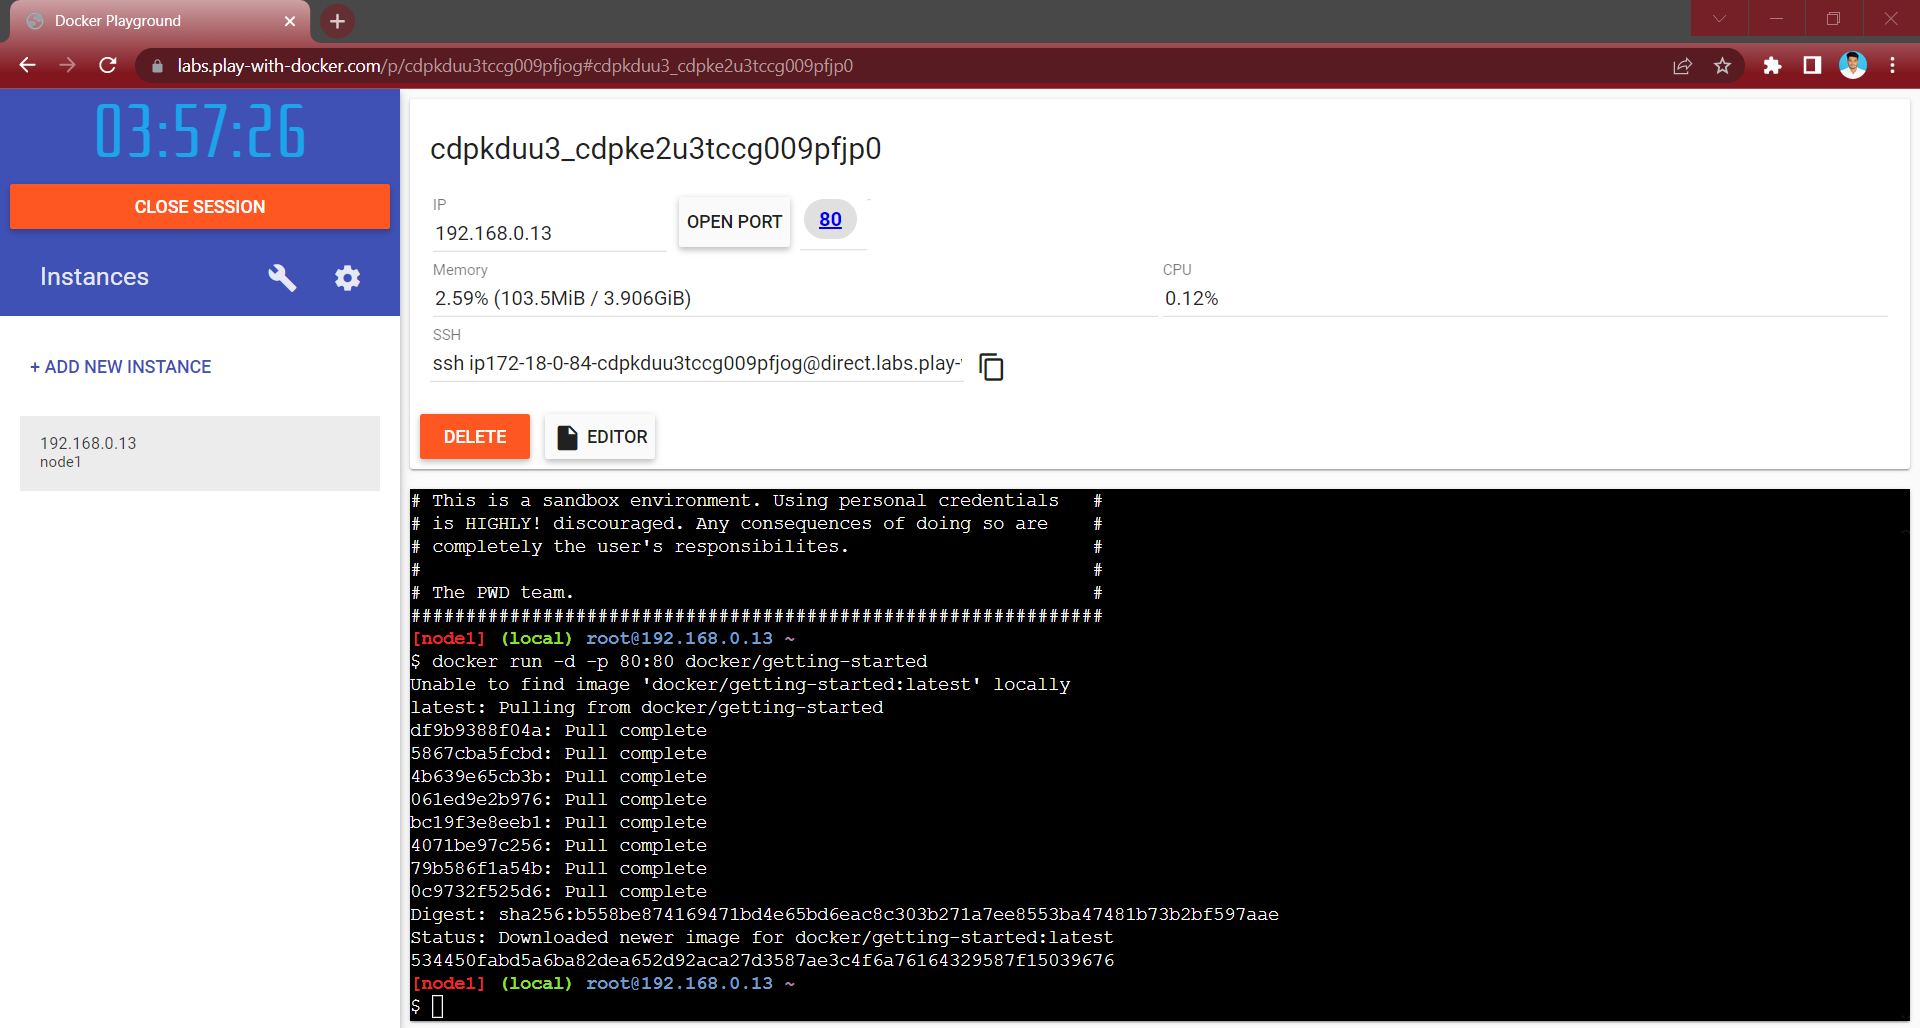 Docker Playground
labs.play-with-docker.com/p/cdpkduu3tccg009pfjog#cdpkduu3_cdpke2u3tccg009pfjp0
03:57:26
CLOSE SESSION
Instances
+ ADD NEW INSTANCE
192.168.0.13
node1
cdpkduu3_cdpke2u3tccg009pfjp0
IP
192.168.0.13
OPEN PORT
80
Memory
2.59% (103.5MiB / 3.906GiB)
CPU
0.12%
SSH
ssh ip172-18-0-84-cdpkduu3tccg009pfjog@direct.labs.play-
DELETE
EDITOR
# This is a sandbox environment. Using personal credentials #
# is HIGHLY! discouraged. Any consequences of doing so are #
# completely the user's responsibilites. #
# #
# The PWD team. #
###############################################################
[node1] (local) root@192.168.0.13 ~
$ docker run -d -p 80:80 docker/getting-started
Unable to find image 'docker/getting-started:latest' locally
latest: Pulling from docker/getting-started
df9b9388f04a: Pull complete
5867cba5fcbd: Pull complete
4b639e65cb3b: Pull complete
061ed9e2b976: Pull complete
bc19f3e8eeb1: Pull complete
4071be97c256: Pull complete
79b586f1a54b: Pull complete
0c9732f525d6: Pull complete
Digest: sha256:b558be874169471bd4e65bd6eac8c303b271a7ee8553ba47481b73b2bf597aae
Status: Downloaded newer image for docker/getting-started:latest
534450fabd5a6ba82dea652d92aca27d3587ae3c4f6a76164329587f15039676
[node1] (local) root@192.168.0.13 ~
$